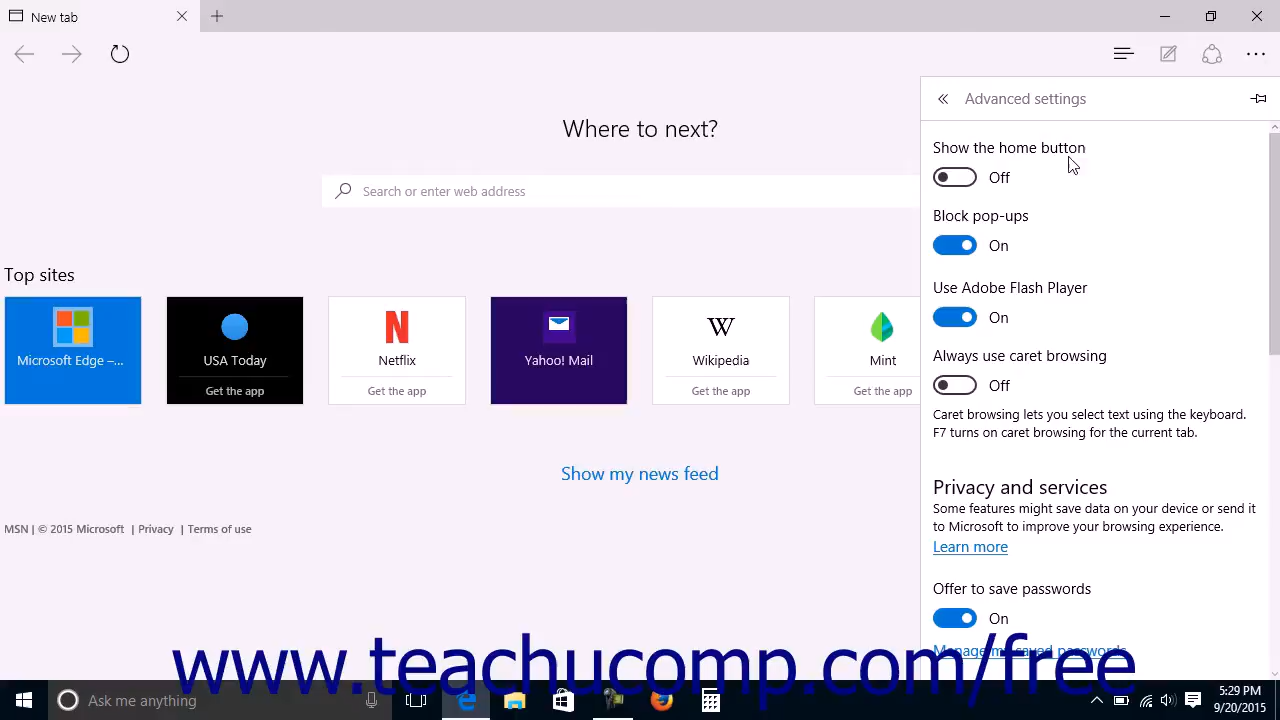 New tab
Advanced settings
Where to next?
Show the home button
Off
Search or enter web address
Block pop-ups
On
Top sites
Use Adobe Flash Player
On
Microsoft Edge –...
USA Today
Get the app
Netflix
Get the app
Yahoo! Mail
Wikipedia
Get the app
Mint
Get the app
Always use caret browsing
Off
Caret browsing lets you select text using the keyboard.
F7 turns on caret browsing for the current tab.
Show my news feed
Privacy and services
Some features might save data on your device or send it
to Microsoft to improve your browsing experience.
Learn more
MSN | © 2015 Microsoft | Privacy | Terms of use
Offer to save passwords
On
Manage my saved passwords
www.teachucomp.com/free
Ask me anything
5:29 PM
9/20/2015